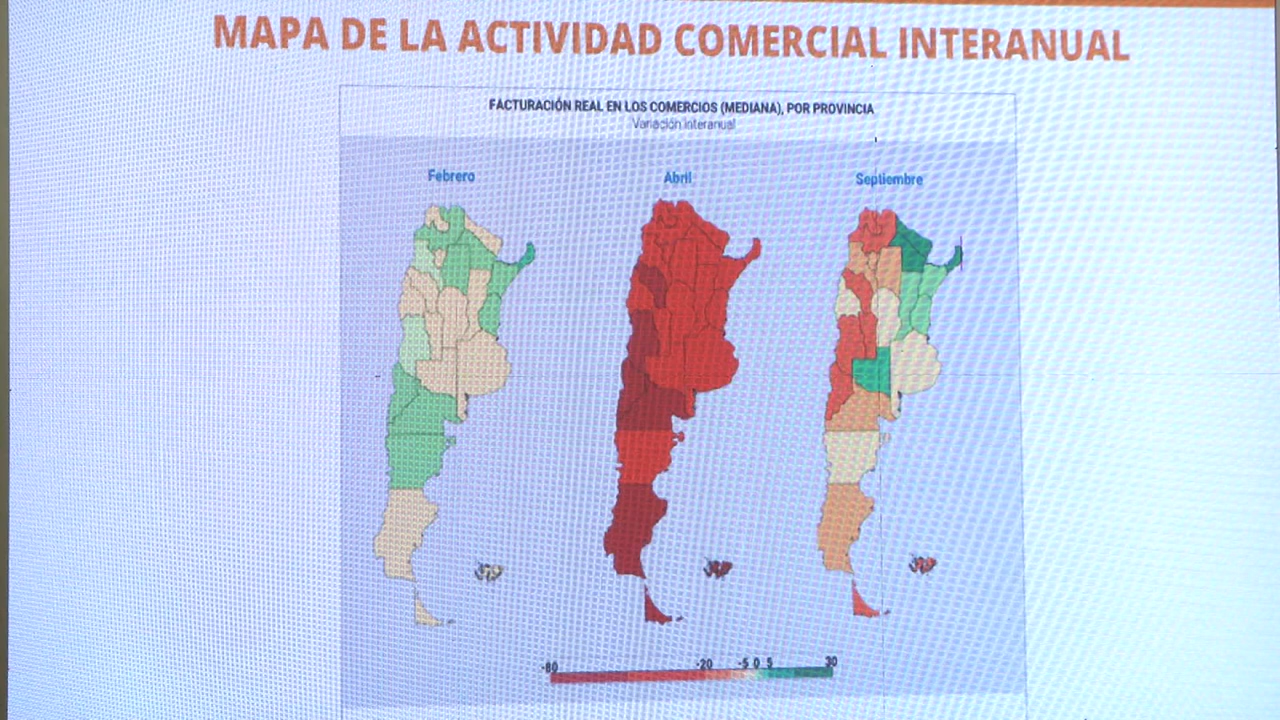 MAPA DE LA ACTIVIDAD COMERCIAL INTERANUAL
FACTURACIÓN REAL EN LOS COMERCIOS (MEDIANA), POR PROVINCIA
Variación interanual
Febrero Abril Septiembre
-80 -20 -5 0 5 30